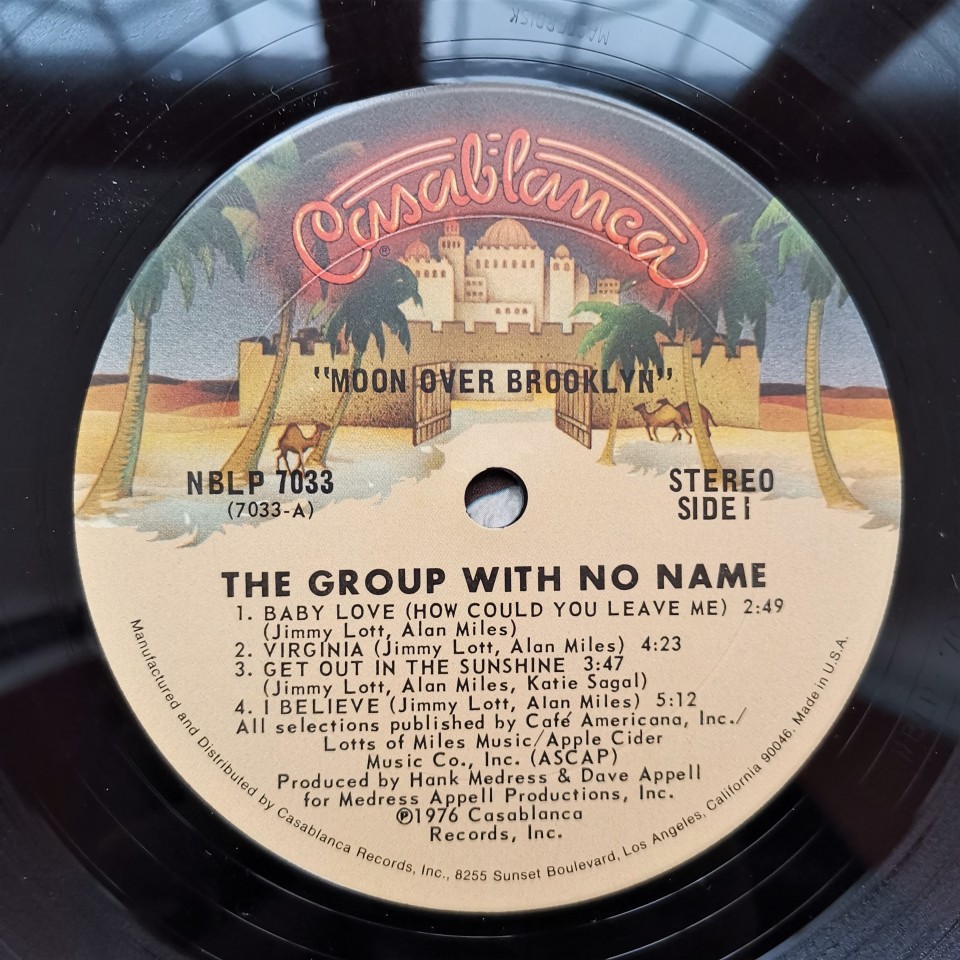 MASTERDISK
Casablanca
®
"MOON OVER BROOKLYN"
NBLP 7033
(7033-A)
STEREO
SIDE 1
THE GROUP WITH NO NAME
1. BABY LOVE (HOW COULD YOU LEAVE ME) 2:49
(Jimmy Lott, Alan Miles)
2. VIRGINIA (Jimmy Lott, Alan Miles) 4:23
3. GET OUT IN THE SUNSHINE 3:47
(Jimmy Lott, Alan Miles, Katie Sagal)
4. I BELIEVE (Jimmy Lott, Alan Miles) 5:12
All selections published by Café Americana, Inc./
Lotts of Miles Music/Apple Cider
Music Co., Inc. (ASCAP)
Produced by Hank Medress & Dave Appell
for Medress Appell Productions, Inc.
℗1976 Casablanca
Records, Inc.
Manufactured and Distributed by Casablanca Records, Inc., 8255 Sunset Boulevard, Los Angeles, California 90046. Made in U.S.A.